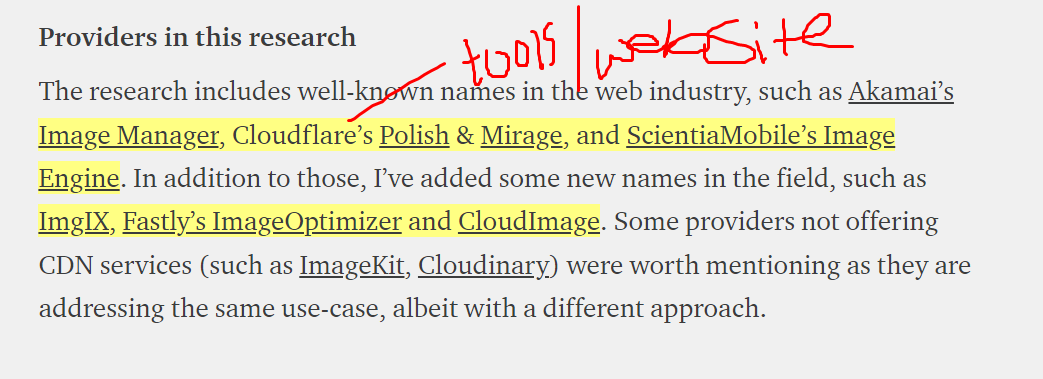 Providers in this research
tools | website
The research includes well-known names in the web industry, such as Akamai’s
Image Manager, Cloudflare’s Polish & Mirage, and ScientiaMobile’s Image
Engine. In addition to those, I’ve added some new names in the field, such as
ImgIX, Fastly’s ImageOptimizer and CloudImage. Some providers not offering
CDN services (such as ImageKit, Cloudinary) were worth mentioning as they are
addressing the same use-case, albeit with a different approach.